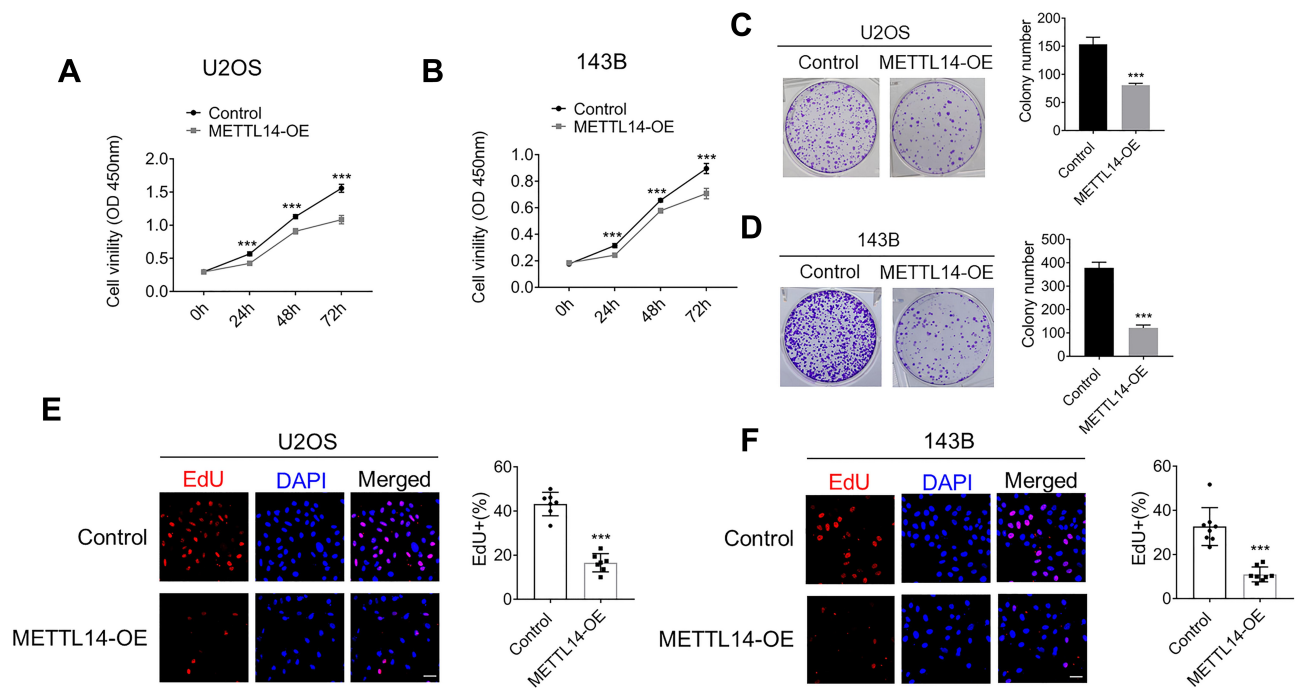 A
U2OS
Control
METTL14-OE
Cell vinility (OD 450nm)
2.0
1.5
1.0
0.5
0.0
***
***
***
0h
24h
48h
72h
B
143B
Control
METTL14-OE
Cell vinility (OD 450nm)
1.0
0.8
0.6
0.4
0.2
0.0
***
***
***
0h
24h
48h
72h
C
U2OS
Control
METTL14-OE
Colony number
200
150
100
50
0
***
Control
METTL14-OE
D
143B
Control
METTL14-OE
Colony number
500
400
300
200
100
0
***
Control
METTL14-OE
E
U2OS
EdU
DAPI
Merged
Control
METTL14-OE
EdU+(%)
60
40
20
0
***
Control
METTL14-OE
F
143B
EdU
DAPI
Merged
Control
METTL14-OE
EdU+(%)
60
40
20
0
***
Control
METTL14-OE